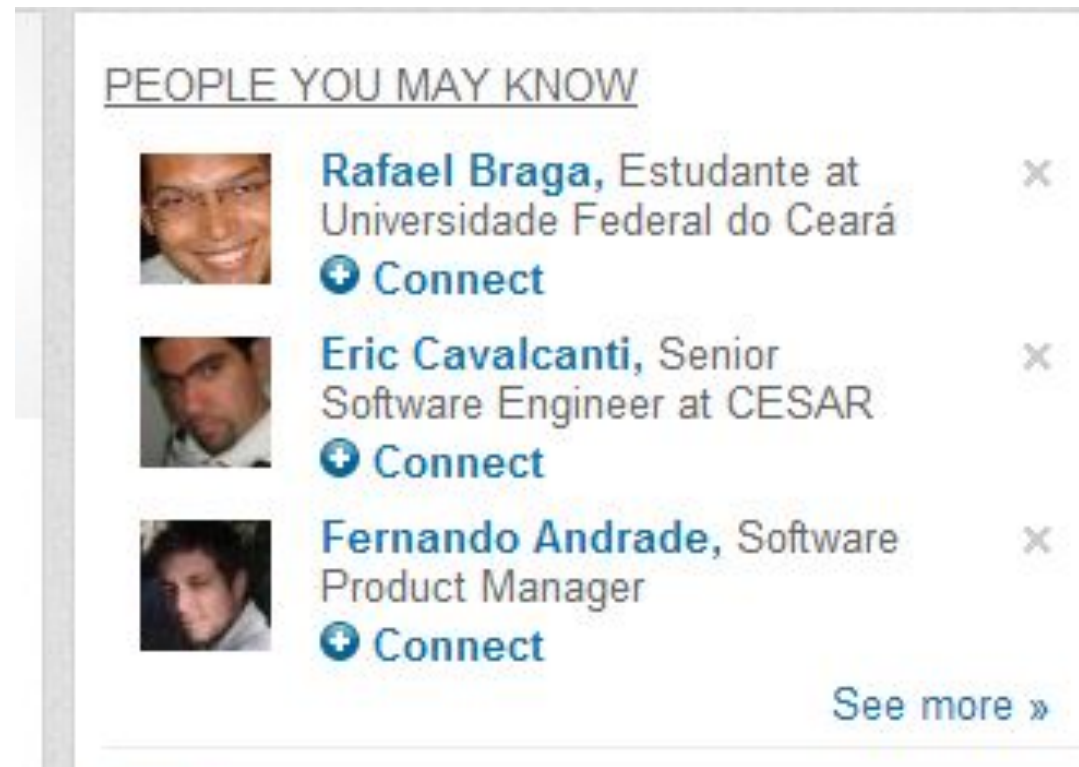 PEOPLE YOU MAY KNOW
Rafael Braga, Estudante at
Universidade Federal do Ceará
Connect
Eric Cavalcanti, Senior
Software Engineer at CESAR
Connect
Fernando Andrade, Software
Product Manager
Connect
See more »